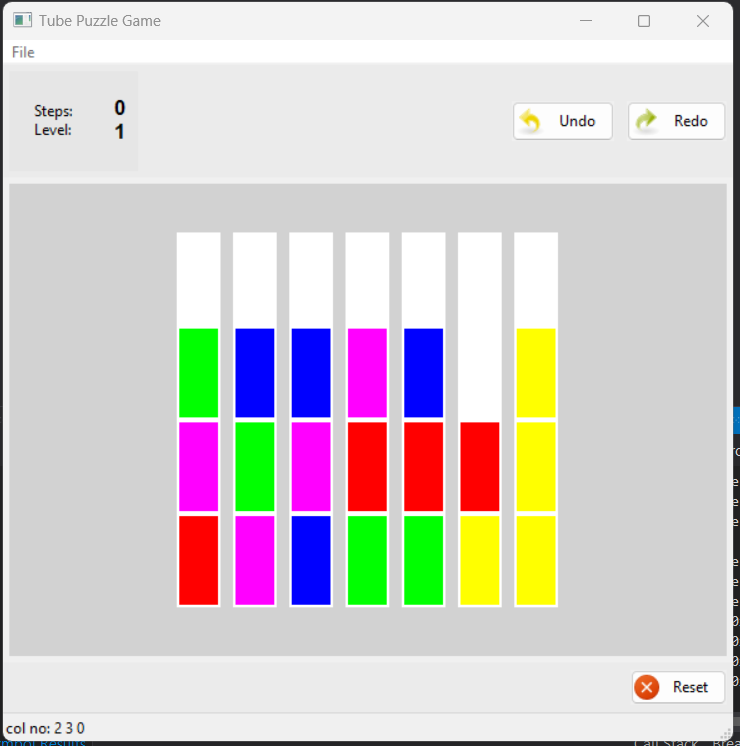 Tube Puzzle Game
File
Steps: 0
Level: 1
Undo
Redo
Reset
col no: 2 3 0